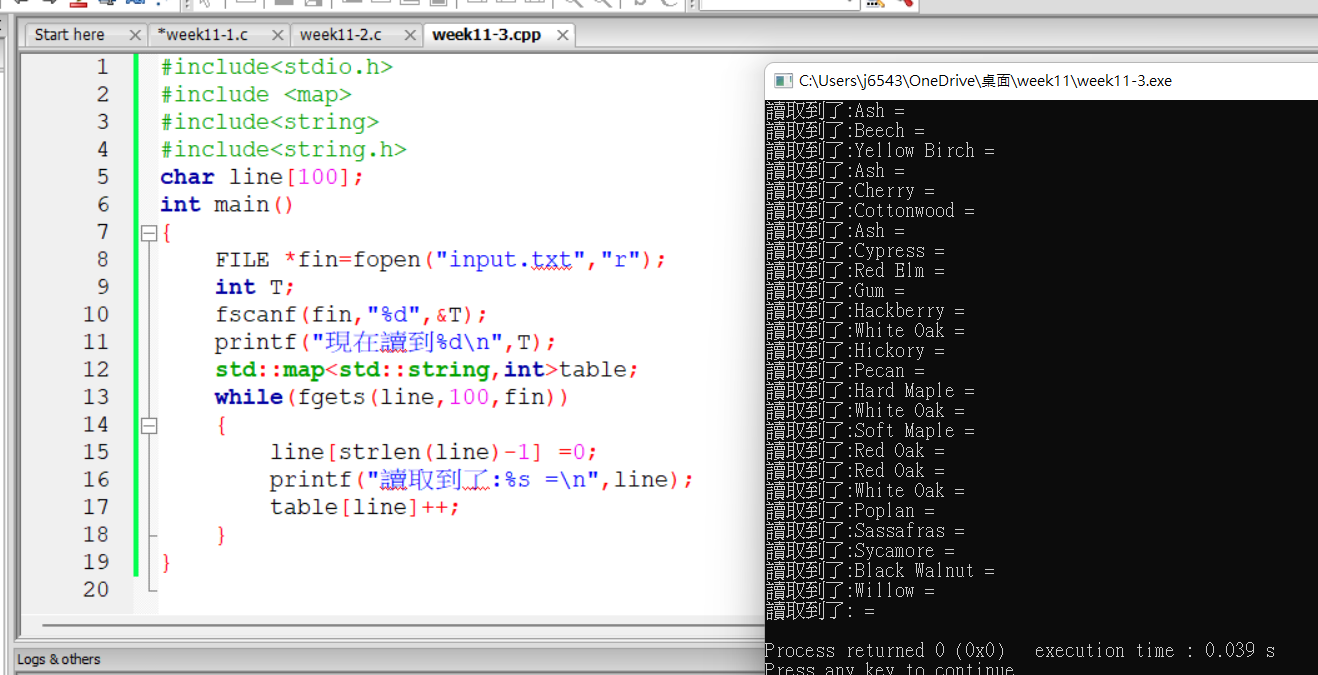 Start here
*week11-1.c
week11-2.c
week11-3.cpp
1 #include<stdio.h>
2 #include <map>
3 #include<string>
4 #include<string.h>
5 char line[100];
6 int main()
7 {
8 FILE *fin=fopen("input.txt","r");
9 int T;
10 fscanf(fin,"%d",&T);
11 printf("現在讀到%d\n",T);
12 std::map<std::string,int>table;
13 while(fgets(line,100,fin))
14 {
15 line[strlen(line)-1] =0;
16 printf("讀取到了:%s =\n",line);
17 table[line]++;
18 }
19 }
20
Logs & others
C:\Users\j6543\OneDrive\桌面\week11\week11-3.exe
讀取到了:Ash =
讀取到了:Beech =
讀取到了:Yellow Birch =
讀取到了:Ash =
讀取到了:Cherry =
讀取到了:Cottonwood =
讀取到了:Ash =
讀取到了:Cypress =
讀取到了:Red Elm =
讀取到了:Gum =
讀取到了:Hackberry =
讀取到了:White Oak =
讀取到了:Hickory =
讀取到了:Pecan =
讀取到了:Hard Maple =
讀取到了:White Oak =
讀取到了:Soft Maple =
讀取到了:Red Oak =
讀取到了:Red Oak =
讀取到了:White Oak =
讀取到了:Poplan =
讀取到了:Sassafras =
讀取到了:Sycamore =
讀取到了:Black Walnut =
讀取到了:Willow =
讀取到了: =
Process returned 0 (0x0) execution time : 0.039 s
Press any key to continue